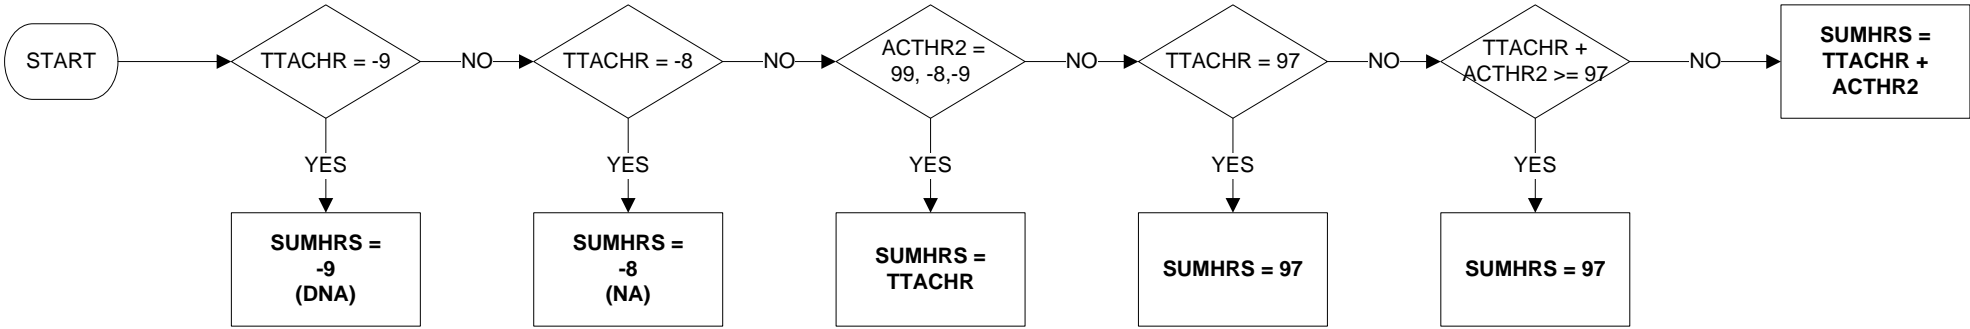 START
TTACHR = -9
NO
TTACHR = -8
NO
ACTHR2 =
99, -8,-9
NO
TTACHR = 97
NO
TTACHR +
ACTHR2 >= 97
NO
SUMHRS =
TTACHR +
ACTHR2
YES
YES
YES
YES
YES
SUMHRS =
-9
(DNA)
SUMHRS =
-8
(NA)
SUMHRS =
TTACHR
SUMHRS = 97
SUMHRS = 97